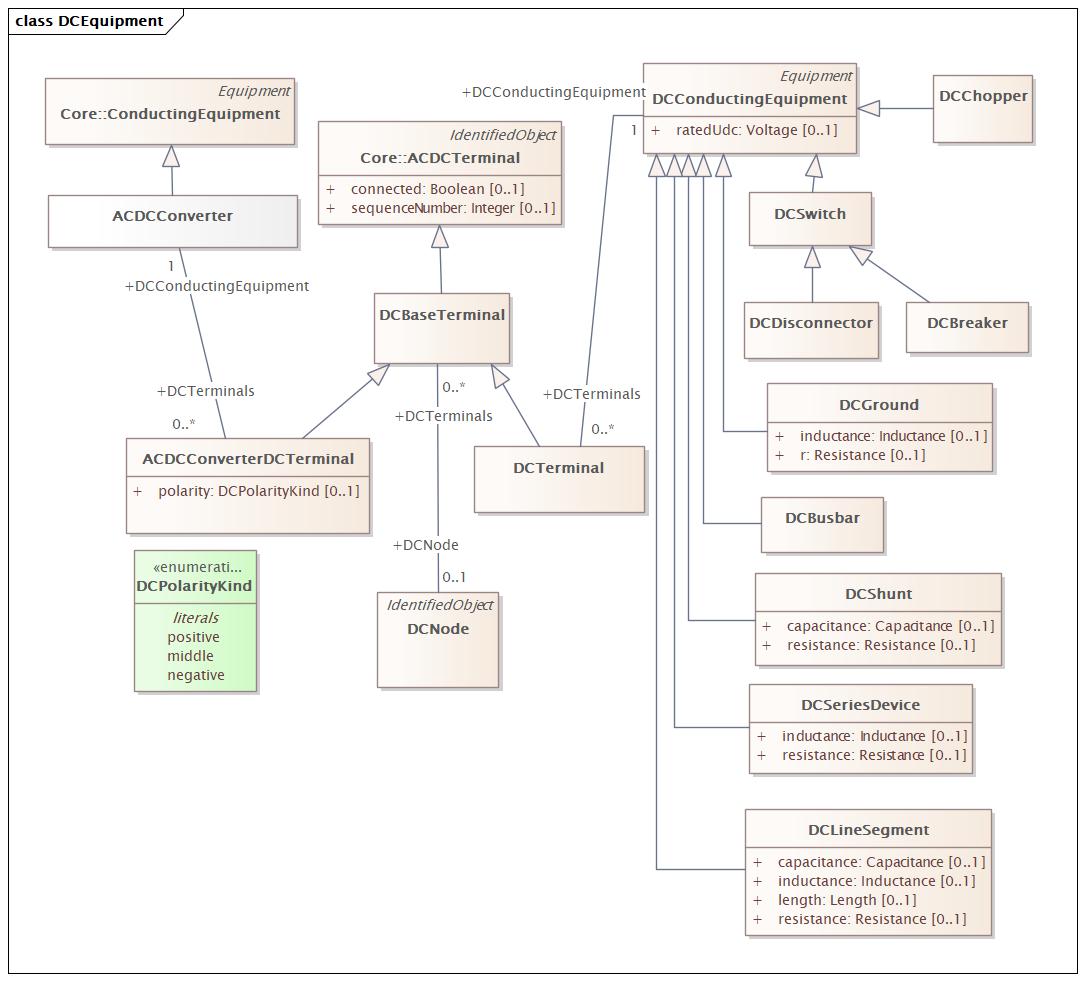 class DCEquipment
Equipment
Core::ConductingEquipment
ACDCConverter
1
+DCConductingEquipment
+DCTerminals
0..*
ACDCConverterDCTerminal
+ polarity: DCPolarityKind [0..1]
«enumerati...
DCPolarityKind
literals
positive
middle
negative
IdentifiedObject
Core::ACDCTerminal
+ connected: Boolean [0..1]
+ sequenceNumber: Integer [0..1]
DCBaseTerminal
0..*
+DCTerminals
+DCNode
0..1
IdentifiedObject
DCNode
DCTerminal
+DCTerminals
0..*
+DCConductingEquipment
1
Equipment
DCConductingEquipment
+ ratedUdc: Voltage [0..1]
DCChopper
DCSwitch
DCDisconnector
DCBreaker
DCGround
+ inductance: Inductance [0..1]
+ r: Resistance [0..1]
DCBusbar
DCShunt
+ capacitance: Capacitance [0..1]
+ resistance: Resistance [0..1]
DCSeriesDevice
+ inductance: Inductance [0..1]
+ resistance: Resistance [0..1]
DCLineSegment
+ capacitance: Capacitance [0..1]
+ inductance: Inductance [0..1]
+ length: Length [0..1]
+ resistance: Resistance [0..1]